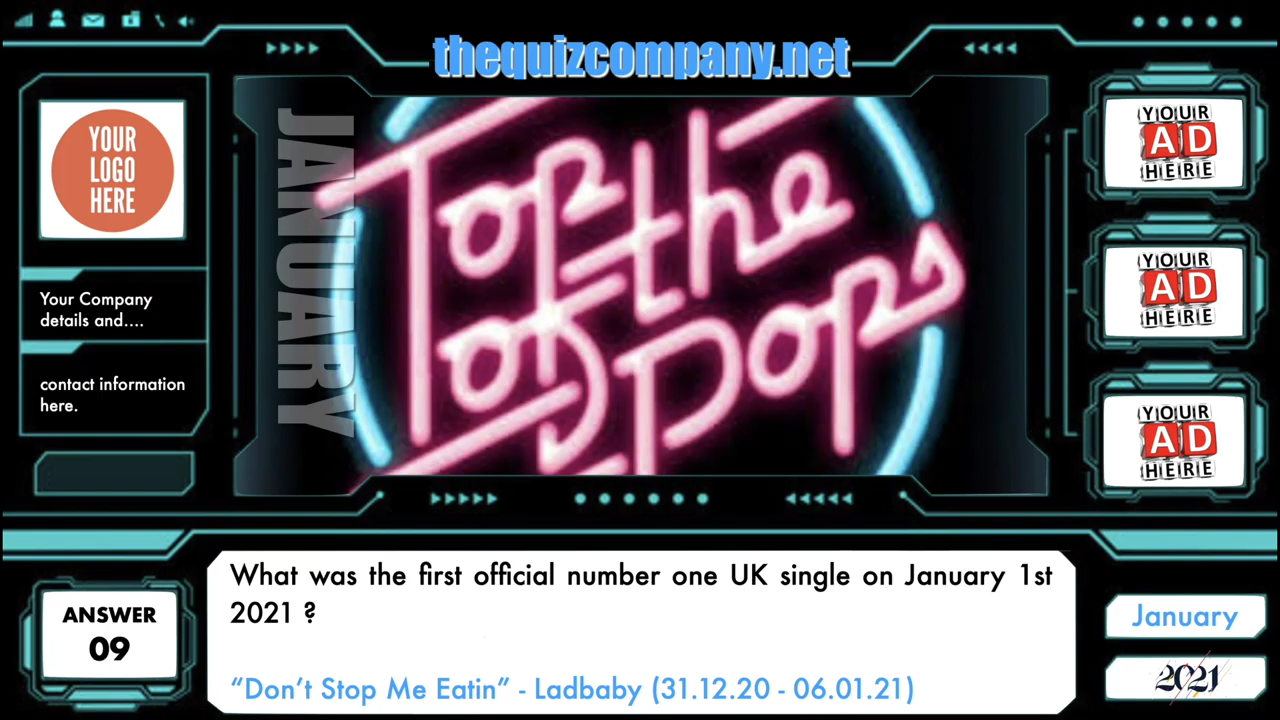 thequizcompany.net
YOUR
LOGO
HERE
Your Company
details and....
contact information
here.
JANUARY
Top
of
the
Pops
YOUR
AD
HERE
YOUR
AD
HERE
YOUR
AD
HERE
ANSWER
09
What was the first official number one UK single on January 1st
2021 ?
“Don’t Stop Me Eatin” - Ladbaby (31.12.20 - 06.01.21)
January
2021